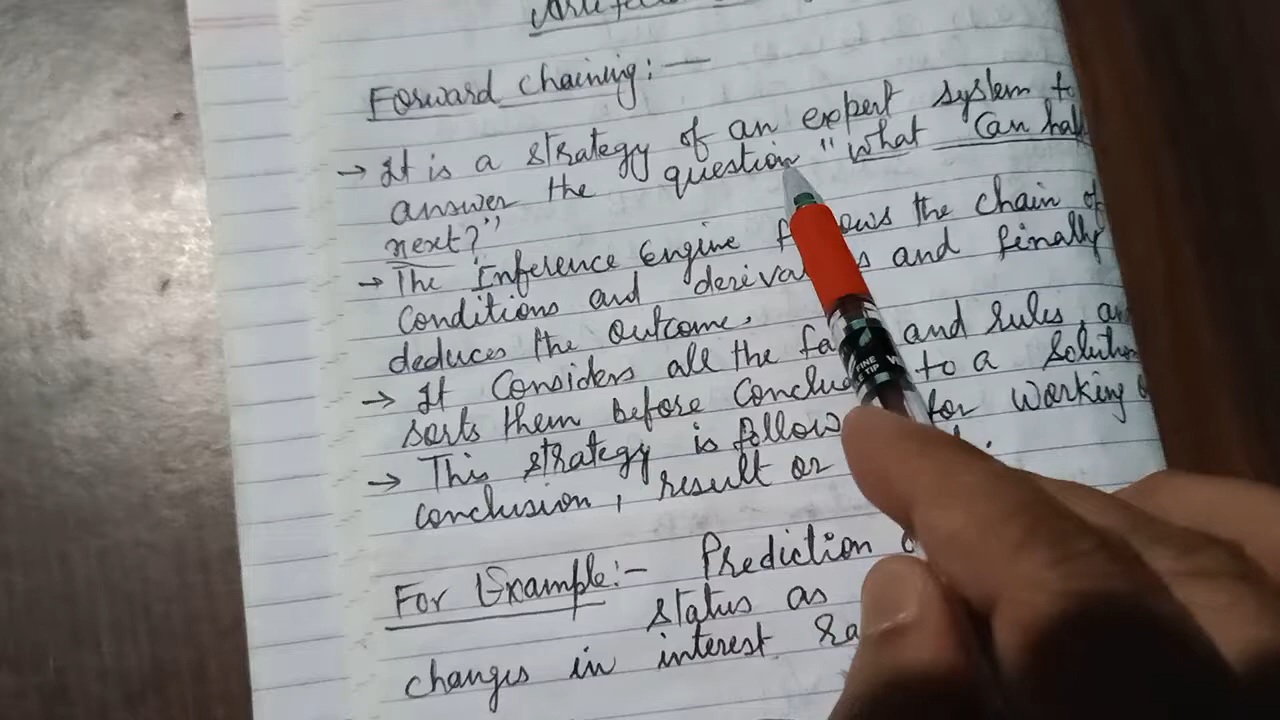 Forward Chaining:—
→ It is a strategy of an expert system to
answer the question "what can
next?"
→ The Inference Engine the chain of
conditions and and finally
deduces the outcome.
→ It Considers all the and rules,
sorts them before to a
→ This strategy is for working
conclusion, result or
For Example:- Prediction
status as
changes in interest
FINE
TIP